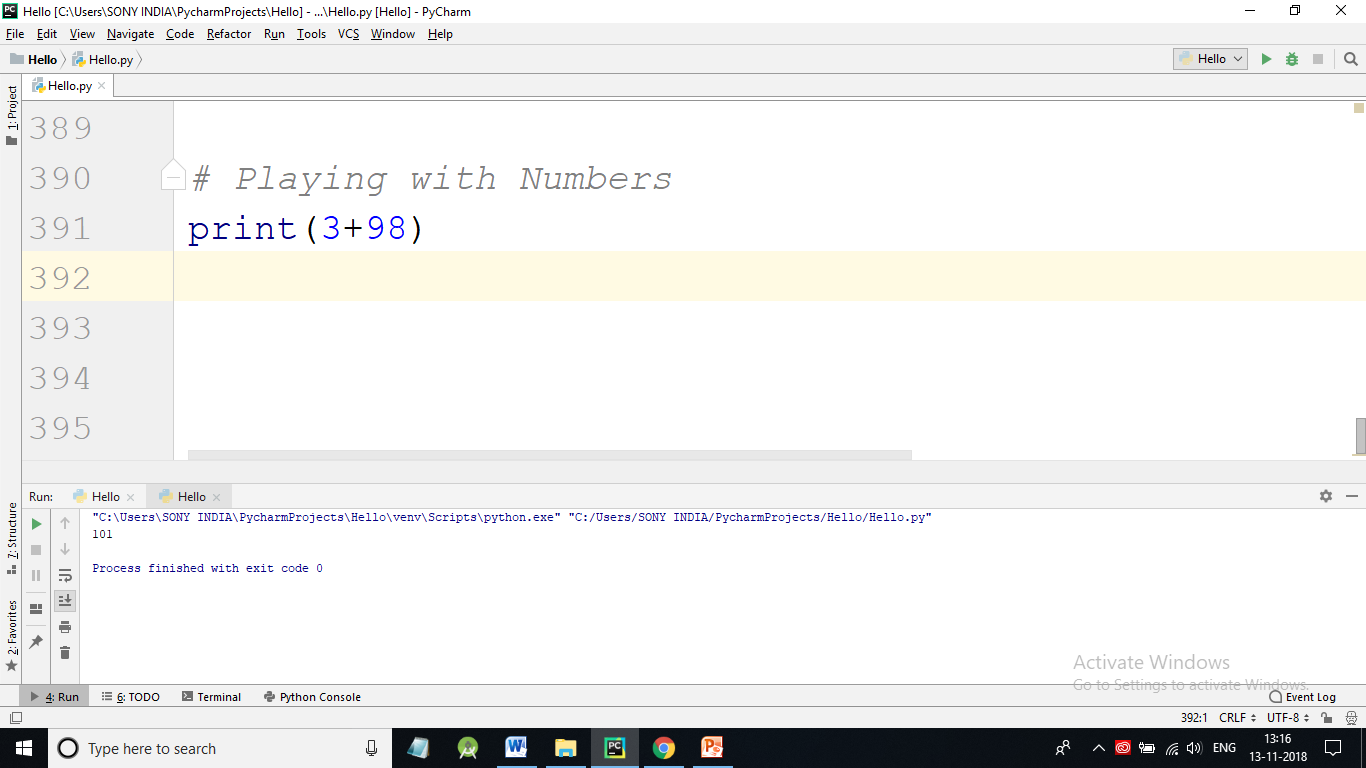 Hello [C:\Users\SONY INDIA\PycharmProjects\Hello] - ...\Hello.py [Hello] - PyCharm
File Edit View Navigate Code Refactor Run Tools VCS Window Help
Hello Hello.py Hello
Hello.py
1: Project
389
390 # Playing with Numbers
391 print(3+98)
392
393
394
395
Run: Hello Hello
7: Structure
2: Favorites
"C:\Users\SONY INDIA\PycharmProjects\Hello\venv\Scripts\python.exe" "C:/Users/SONY INDIA/PycharmProjects/Hello/Hello.py"
101
Process finished with exit code 0
Activate Windows
Go to Settings to activate Windows.
4: Run 6: TODO Terminal Python Console Event Log
392:1 CRLF UTF-8
Type here to search
ENG 13:16
13-11-2018